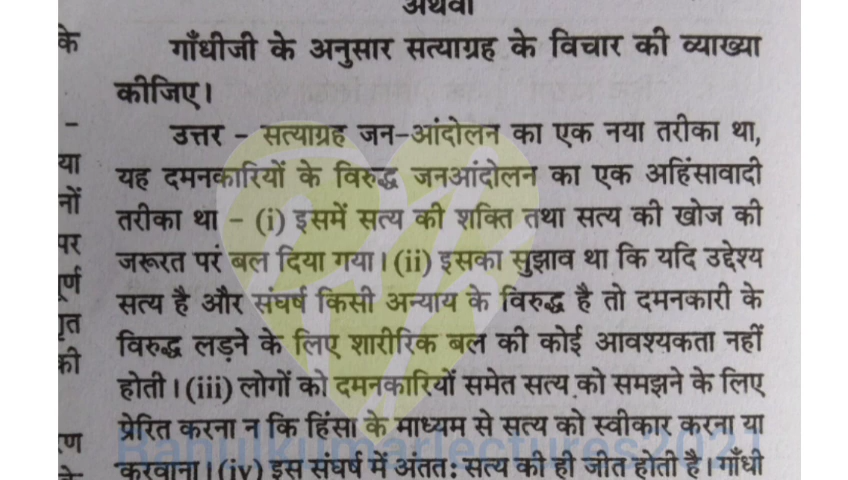 अथवा
गाँधीजी के अनुसार सत्याग्रह के विचार की व्याख्या
कीजिए।
उत्तर - सत्याग्रह जन-आंदोलन का एक नया तरीका था,
यह दमनकारियों के विरुद्ध जनआंदोलन का एक अहिंसावादी
तरीका था - (i) इसमें सत्य की शक्ति तथा सत्य की खोज की
जरूरत पर बल दिया गया। (ii) इसका सुझाव था कि यदि उद्देश्य
सत्य है और संघर्ष किसी अन्याय के विरुद्ध है तो दमनकारी के
विरुद्ध लड़ने के लिए शारीरिक बल की कोई आवश्यकता नहीं
होती। (iii) लोगों को दमनकारियों समेत सत्य को समझने के लिए
प्रेरित करना न कि हिंसा के माध्यम से सत्य को स्वीकार करना या
करवाना। (iv) इस संघर्ष में अंततः सत्य की ही जीत होती है। गाँधी
के
-
या
नों
पर
र्ण
गृत
की
रण
Rahulkumarlectures2021